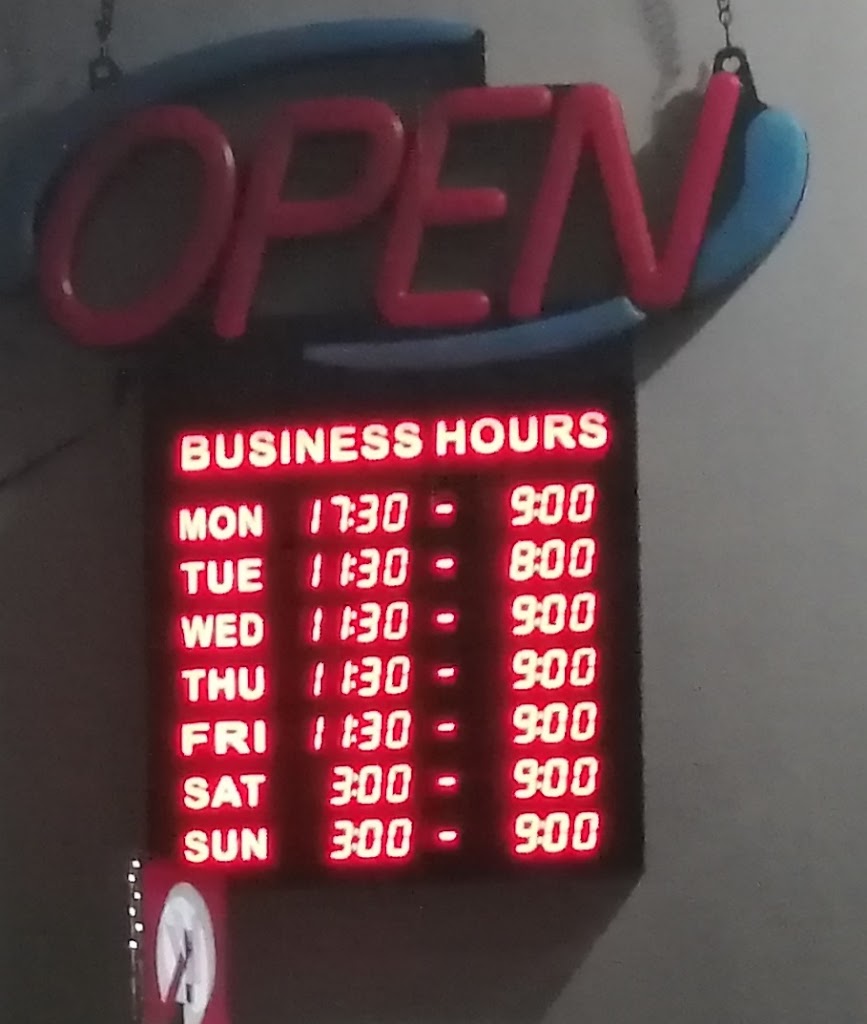 OPEN
BUSINESS HOURS
MON 17:30 - 9:00
TUE 11:30 - 8:00
WED 11:30 - 9:00
THU 11:30 - 9:00
FRI 11:30 - 9:00
SAT 3:00 - 9:00
SUN 3:00 - 9:00